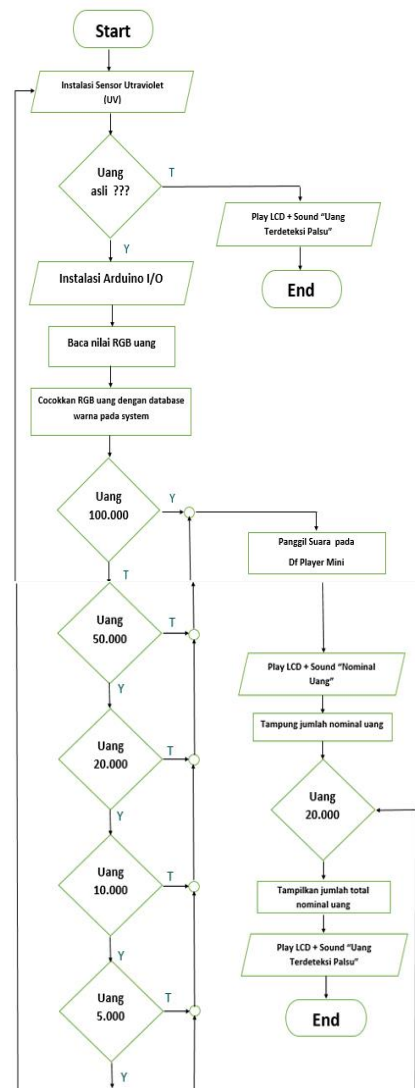 Start
Instalasi Sensor Utraviolet
(UV)
Uang
asli ???
T
Y
Play LCD + Sound “Uang
Terdeteksi Palsu”
End
Instalasi Arduino I/O
Baca nilai RGB uang
Cocokkan RGB uang dengan database
warna pada system
Uang
100.000
Y
T
Panggil Suara pada
Df Player Mini
Uang
50.000
T
Y
Play LCD + Sound “Nominal
Uang”
Tampung jumlah nominal uang
Uang
20.000
T
Y
Uang
20.000
Uang
10.000
T
Y
Tampilkan jumlah total
nominal uang
Play LCD + Sound “Uang
Terdeteksi Palsu”
End
Uang
5.000
T
Y